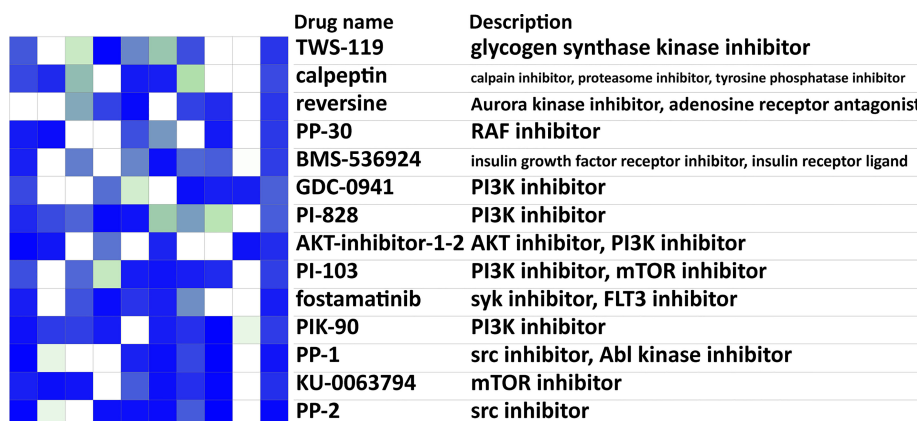 Drug name Description
TWS-119 glycogen synthase kinase inhibitor
calpeptin calpain inhibitor, proteasome inhibitor, tyrosine phosphatase inhibitor
reversine Aurora kinase inhibitor, adenosine receptor antagonist
PP-30 RAF inhibitor
BMS-536924 insulin growth factor receptor inhibitor, insulin receptor ligand
GDC-0941 PI3K inhibitor
PI-828 PI3K inhibitor
AKT-inhibitor-1-2 AKT inhibitor, PI3K inhibitor
PI-103 PI3K inhibitor, mTOR inhibitor
fostamatinib syk inhibitor, FLT3 inhibitor
PIK-90 PI3K inhibitor
PP-1 src inhibitor, Abl kinase inhibitor
KU-0063794 mTOR inhibitor
PP-2 src inhibitor